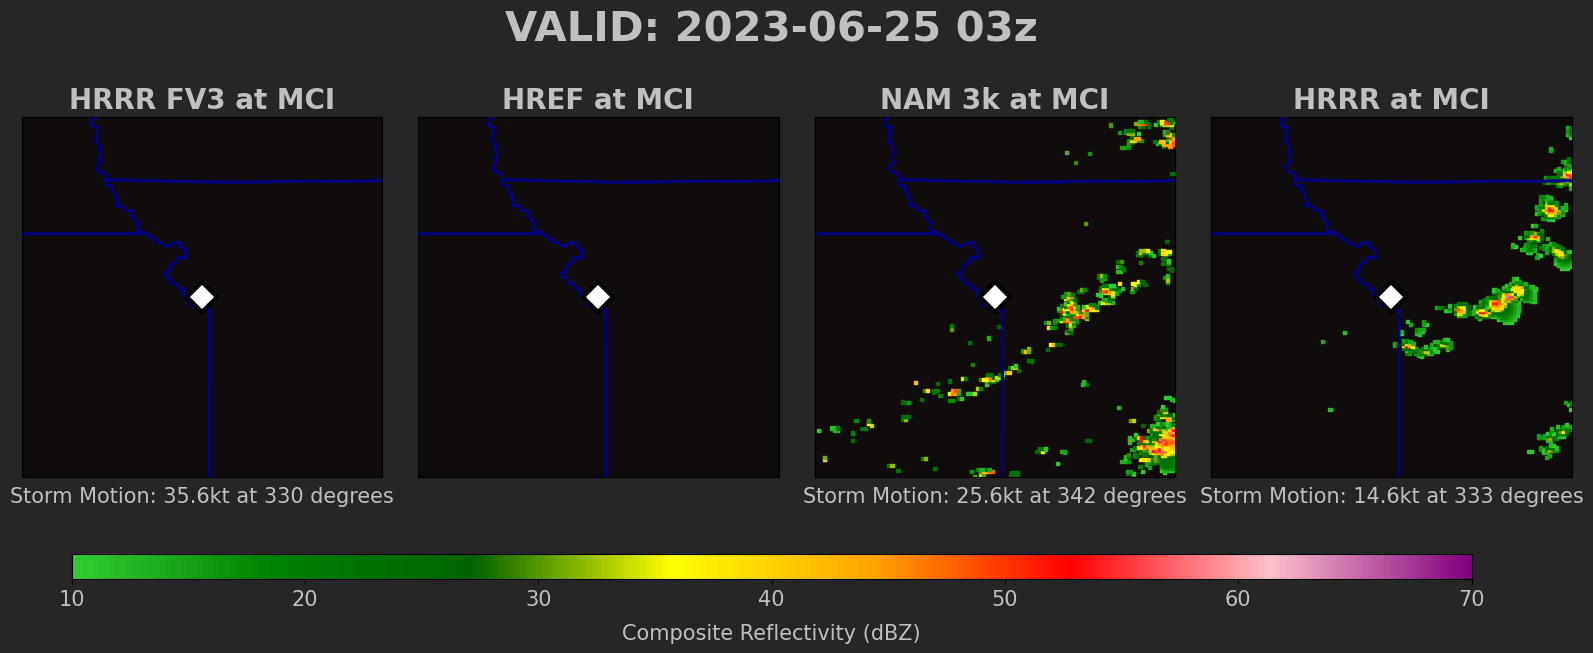 VALID: 2023-06-25 03z
HRRR FV3 at MCI
HREF at MCI
NAM 3k at MCI
HRRR at MCI
Storm Motion: 35.6kt at 330 degrees
Storm Motion: 25.6kt at 342 degrees
Storm Motion: 14.6kt at 333 degrees
10 20 30 40 50 60 70
Composite Reflectivity (dBZ)